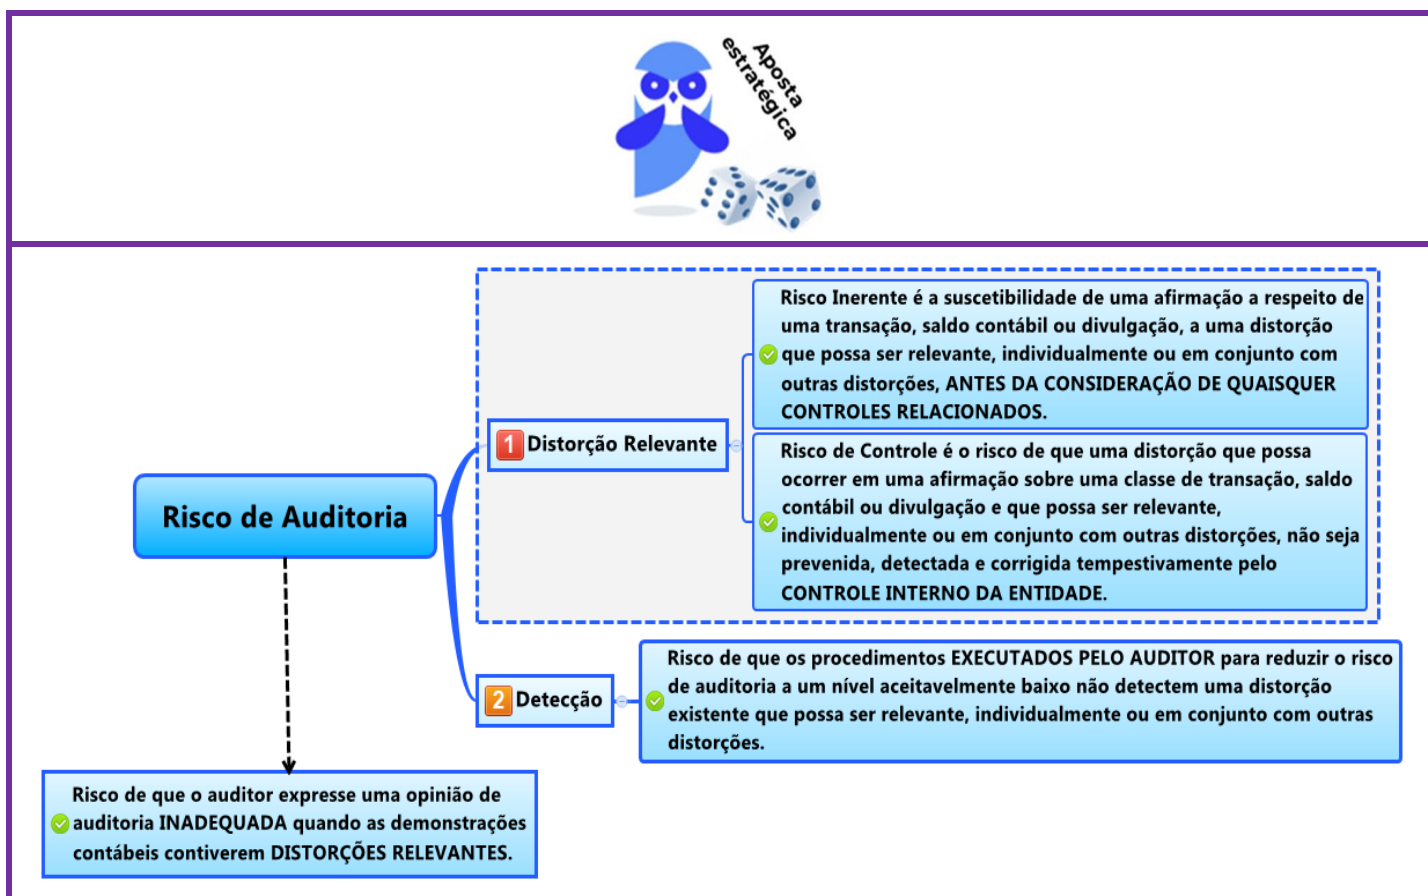 Aposta
estratégica
Risco de Auditoria
Risco de que o auditor expresse uma opinião de
auditoria INADEQUADA quando as demonstrações
contábeis contiverem DISTORÇÕES RELEVANTES.
1 Distorção Relevante
Risco Inerente é a suscetibilidade de uma afirmação a respeito de
uma transação, saldo contábil ou divulgação, a uma distorção
que possa ser relevante, individualmente ou em conjunto com
outras distorções, ANTES DA CONSIDERAÇÃO DE QUAISQUER
CONTROLES RELACIONADOS.
Risco de Controle é o risco de que uma distorção que possa
ocorrer em uma afirmação sobre uma classe de transação, saldo
contábil ou divulgação e que possa ser relevante,
individualmente ou em conjunto com outras distorções, não seja
prevenida, detectada e corrigida tempestivamente pelo
CONTROLE INTERNO DA ENTIDADE.
2 Detecção
Risco de que os procedimentos EXECUTADOS PELO AUDITOR para reduzir o risco
de auditoria a um nível aceitavelmente baixo não detectem uma distorção
existente que possa ser relevante, individualmente ou em conjunto com outras
distorções.